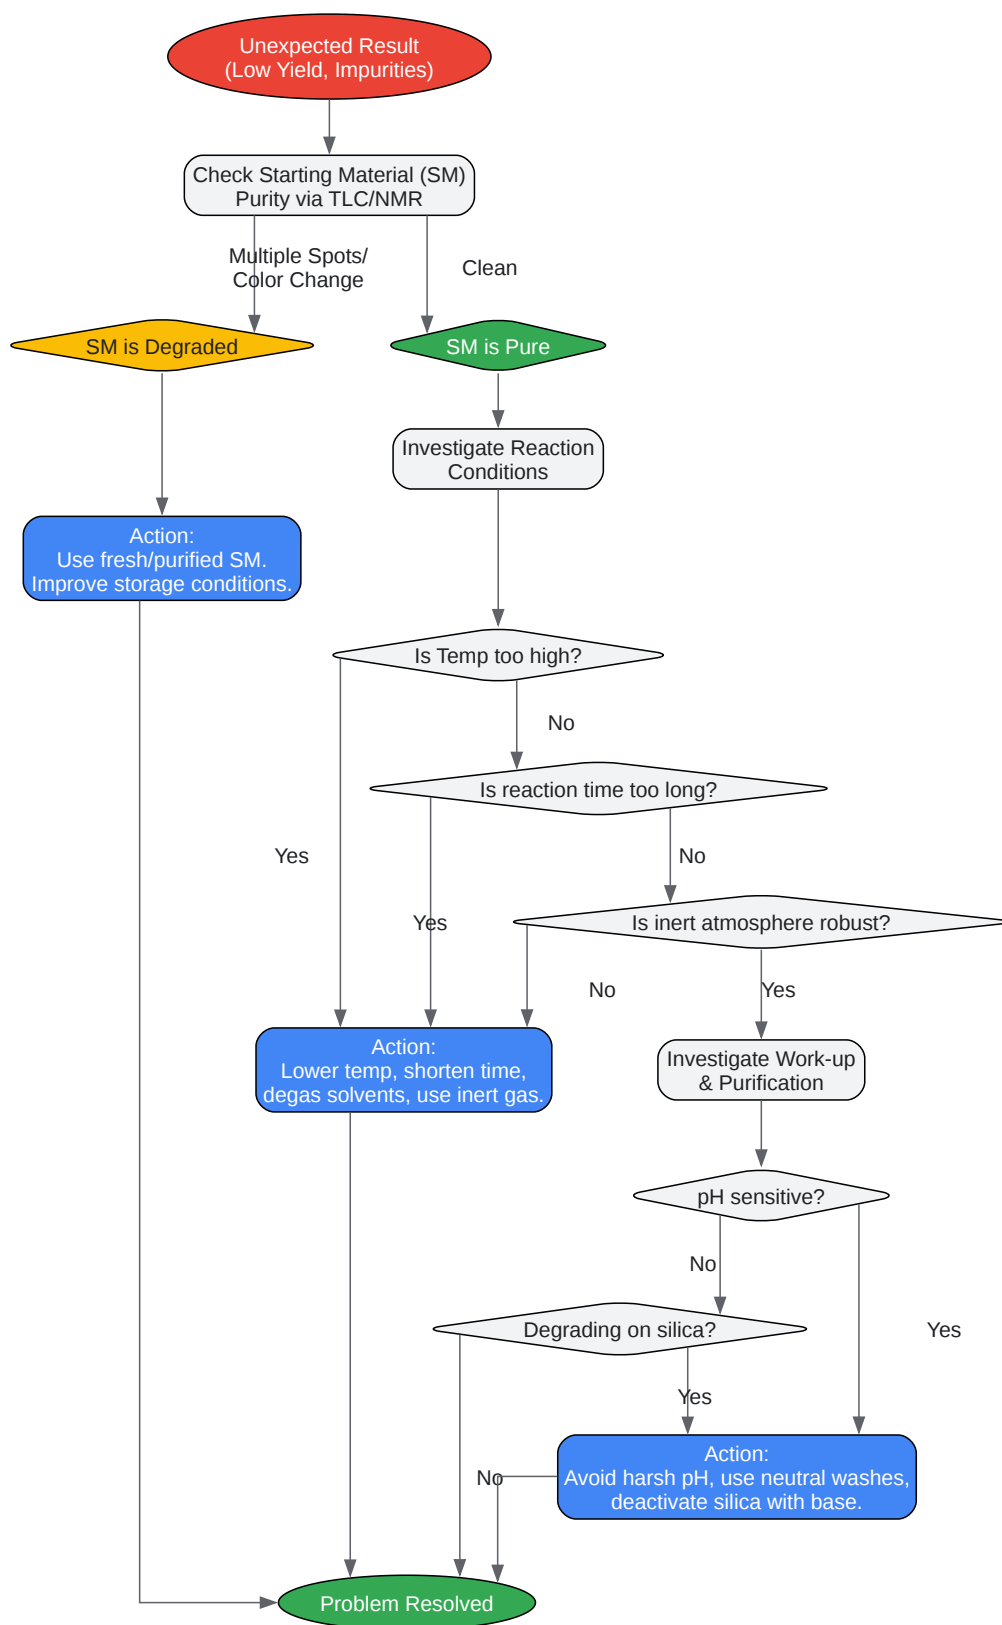 Unexpected Result
(Low Yield, Impurities)
Check Starting Material (SM)
Purity via TLC/NMR
Multiple Spots/
Color Change
Clean
SM is Degraded
SM is Pure
Investigate Reaction
Conditions
Action:
Use fresh/purified SM.
Improve storage conditions.
Is Temp too high?
No
Is reaction time too long?
Yes
No
Yes
Is inert atmosphere robust?
No
Yes
Action:
Lower temp, shorten time,
degas solvents, use inert gas.
Investigate Work-up
& Purification
pH sensitive?
No
Degrading on silica?
Yes
Yes
Action:
Avoid harsh pH, use neutral washes,
deactivate silica with base.
No
Problem Resolved